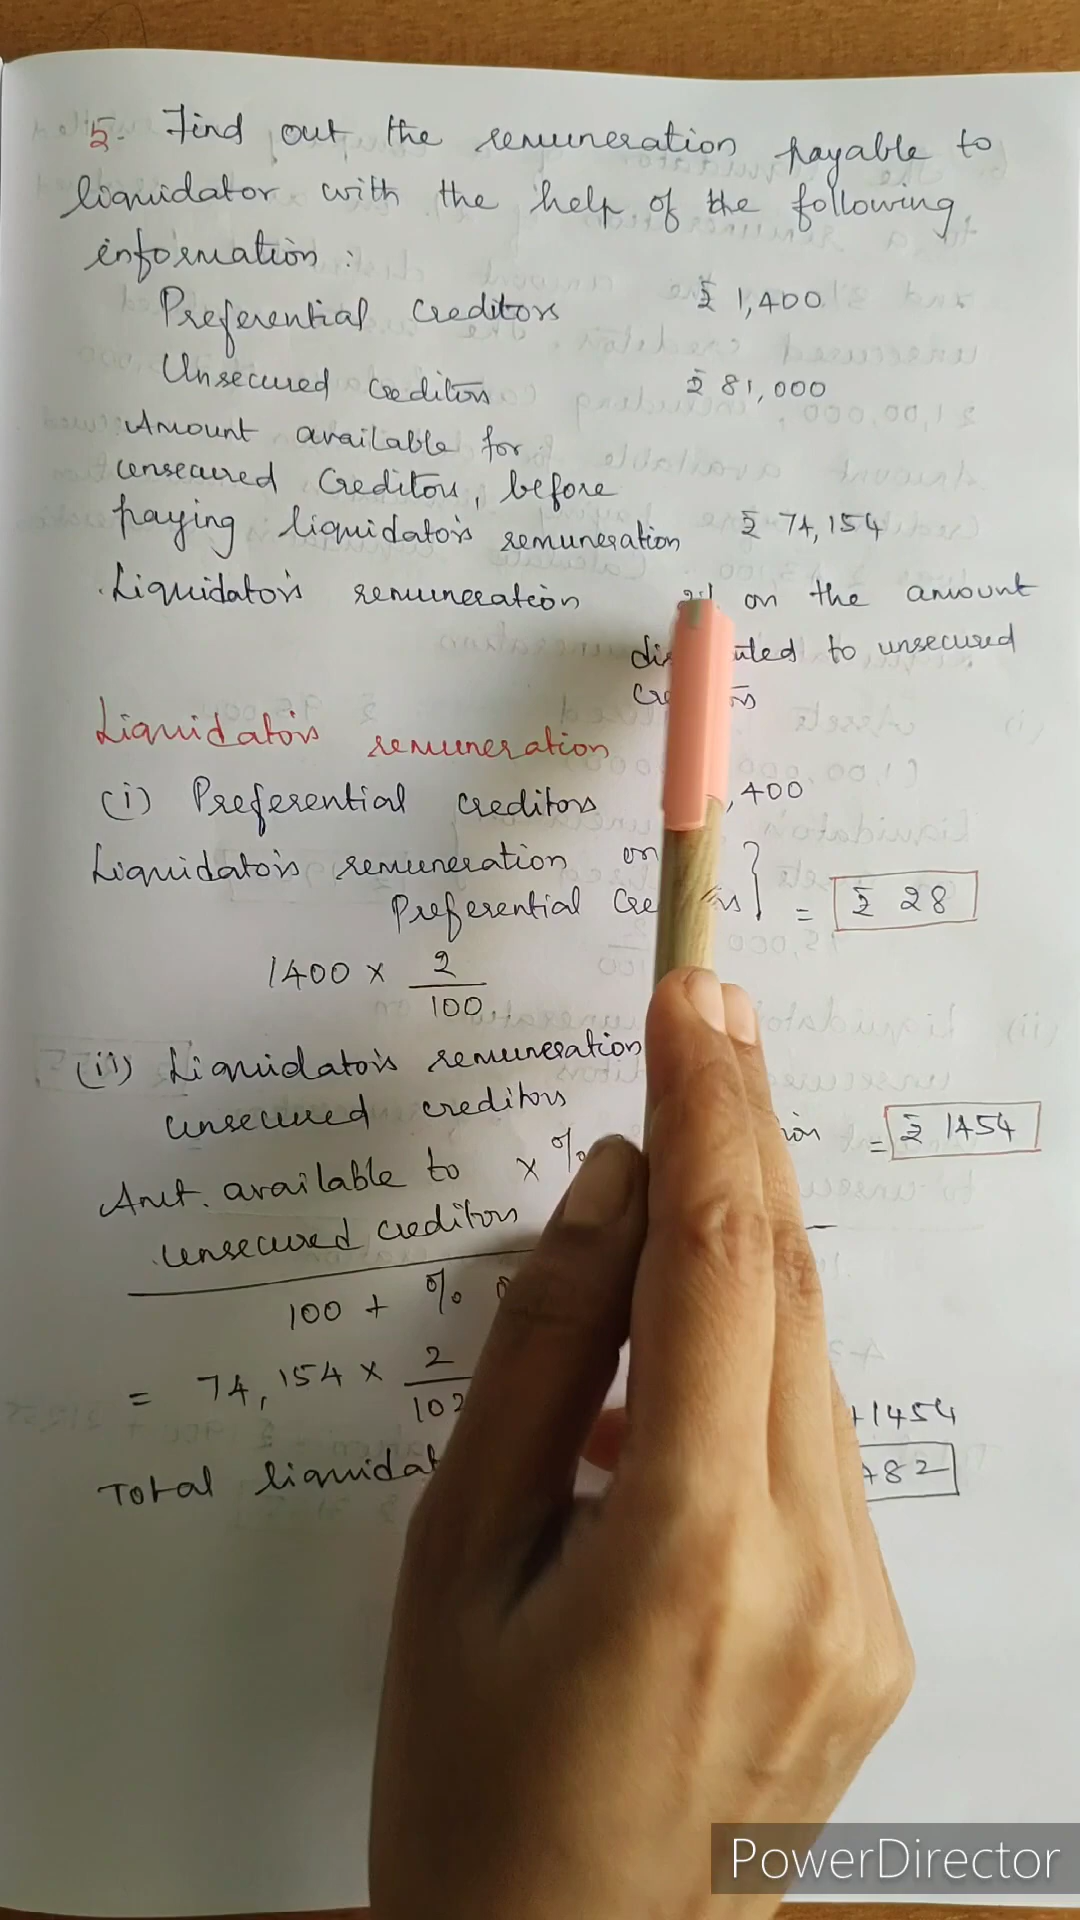 5. Find out the remuneration payable to
liquidator with the help of the following
information :
Preferential Creditors ₹ 1,400
Unsecured Creditors ₹ 81,000
Amount available for
unsecured Creditors, before
paying liquidator's remuneration ₹ 74,154
Liquidator's remuneration on the amount
to unsecured
Liquidator's remuneration
(i) Preferential creditors ,400
Liquidator's remuneration on
Preferential = ₹ 28
1400 × 2/100
(ii) Liquidator's remuneration
unsecured creditors
Amt. available to × % = ₹ 1454
unsecured creditors
100 + %
= 74,154 × 2/102 +1454
Total 82
PowerDirector